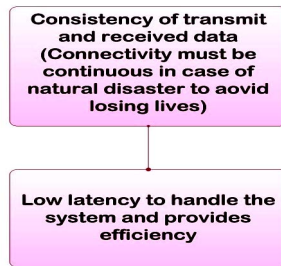 Consistency of transmit
and received data
(Connectivity must be
continuous in case of
natural disaster to aovid
losing lives)
Low latency to handle the
system and provides
efficiency